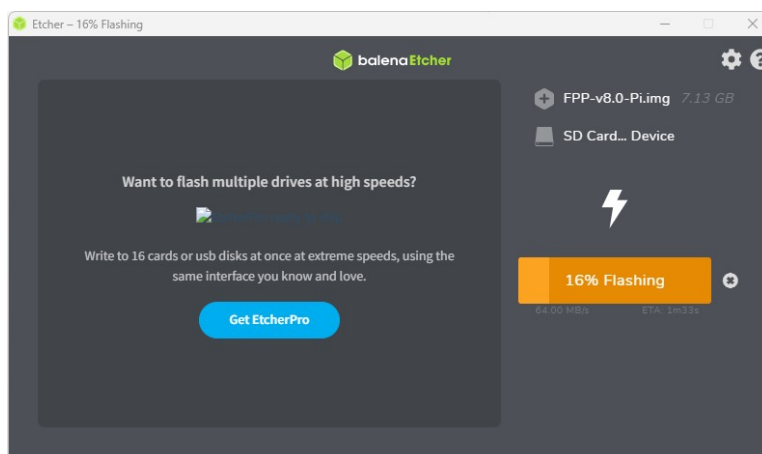 Etcher – 16% Flashing
balenaEtcher
FPP-v8.0-Pi.img 7.13 GB
SD Card... Device
Want to flash multiple drives at high speeds?
Write to 16 cards or usb disks at once at extreme speeds, using the
same interface you know and love.
Get EtcherPro
16% Flashing
64.00 MB/s ETA: 1m33s